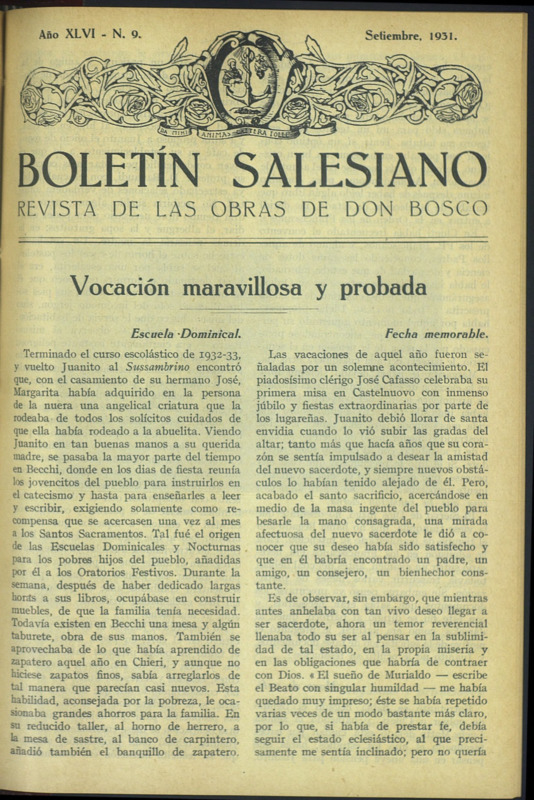 Año XLVI - N. 9.
Setiembre, 1931.
DA MIHI ANIMAS CÆTERA TOLLE
BOLETÍN SALESIANO
REVISTA DE LAS OBRAS DE DON BOSCO
Vocación maravillosa y probada
Escuela Dominical.
Terminado el curso escolástico de 1932-33,
y vuelto Juanito al Sussambrino encontró
que, con el casamiento de su hermano José,
Margarita había adquirido en la persona
de la nuera una angelical criatura que la
rodeaba de todos los solícitos cuidados de
que ella había rodeado a la abuelita. Viendo
Juanito en tan buenas manos a su querida
madre, se pasaba la mayor parte del tiempo
en Becchi, donde en los dias de fiesta reunía
los jovencitos del pueblo para instruirlos en
el catecismo y hasta para enseñarles a leer
y escribir, exigiendo solamente como re-
compensa que se acercasen una vez al mes
a los Santos Sacramentos. Tal fué el origen
de las Escuelas Dominicales y Nocturnas
para los pobres hijos del pueblo, añadidas
por él a los Oratorios Festivos. Durante la
semana, después de haber dedicado largas
horas a sus libros, ocupábase en construir
muebles, de que la familia tenía necesidad.
Todavía existen en Becchi una mesa y algún
taburete, obra de sus manos. También se
aprovechaba de lo que había aprendido de
zapatero aquel año en Chieri, y aunque no
hiciese zapatos finos, sabía arreglarlos de
tal manera que parecían casi nuevos. Esta
habilidad, aconsejada por la pobreza, le oca-
sionaba grandes ahorros para la familia. En
su reducido taller, al horno de herrero, a
la mesa de sastre, al banco de carpintero,
añadió también el banquillo de zapatero.
Fecha memorable.
Las vacaciones de aquel año fueron se-
ñaladas por un solemne acontecimiento. El
piadosísimo clérigo José Cafasso celebraba su
primera misa en Castelnuovo con inmenso
júbilo y fiestas extraordinarias por parte de
los lugareñas. Juanito debió llorar de santa
envidia cuando lo vió subir las gradas del
altar; tanto más que hacía años que su cora-
zón se sentía impulsado a desear la amistad
del nuevo sacerdote, y siempre nuevos obstá-
culos lo habían tenido alejado de él. Pero,
acabado el santo sacrificio, acercándose en
medio de la masa ingente del pueblo para
besarle la mano consagrada, una mirada
afectuosa del nuevo sacerdote le dió a co-
nocer que su deseo había sido satisfecho y
que en él babría encontrado un padre, un
amigo, un consejero, un bienhechor cons-
tante.
Es de observar, sin embargo, que mientras
antes anhelaba con tan vivo deseo llegar a
ser sacerdote, ahora un temor reverencial
llenaba todo su ser al pensar en la sublimi-
dad de tal estado, en la propia miseria y
en las obligaciones que habría de contraer
con Dios. « El sueño de Murialdo — escribe
el Beato con singular humildad — me había
quedado muy impreso; éste se había repetido
varias veces de un modo bastante más claro,
por lo que, si había de prestar fe, debía
seguir el estado eclesiástico, al que preci-
samente me sentía inclinado; pero no quería